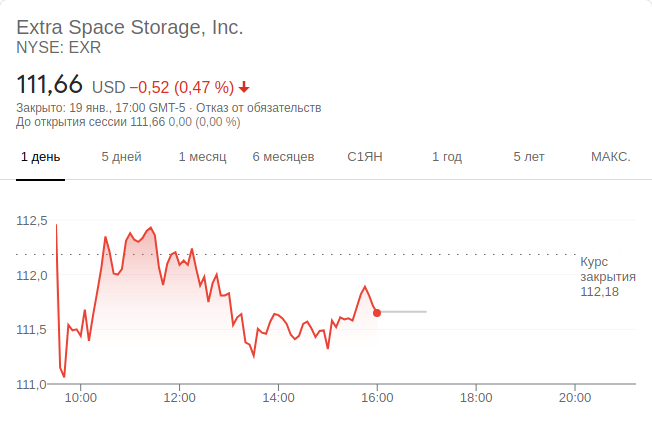 Extra Space Storage, Inc.
NYSE: EXR
111,66 USD −0,52 (0,47 %)
Закрыто: 19 янв., 17:00 GMT-5 · Отказ от обязательств
До открытия сессии 111,66 0,00 (0,00 %)
1 день 5 дней 1 месяц 6 месяцев С1ЯН 1 год 5 лет МАКС.
112,5
112,0
111,5
111,0
Курс
закрытия
112,18
10:00 12:00 14:00 16:00 18:00 20:00